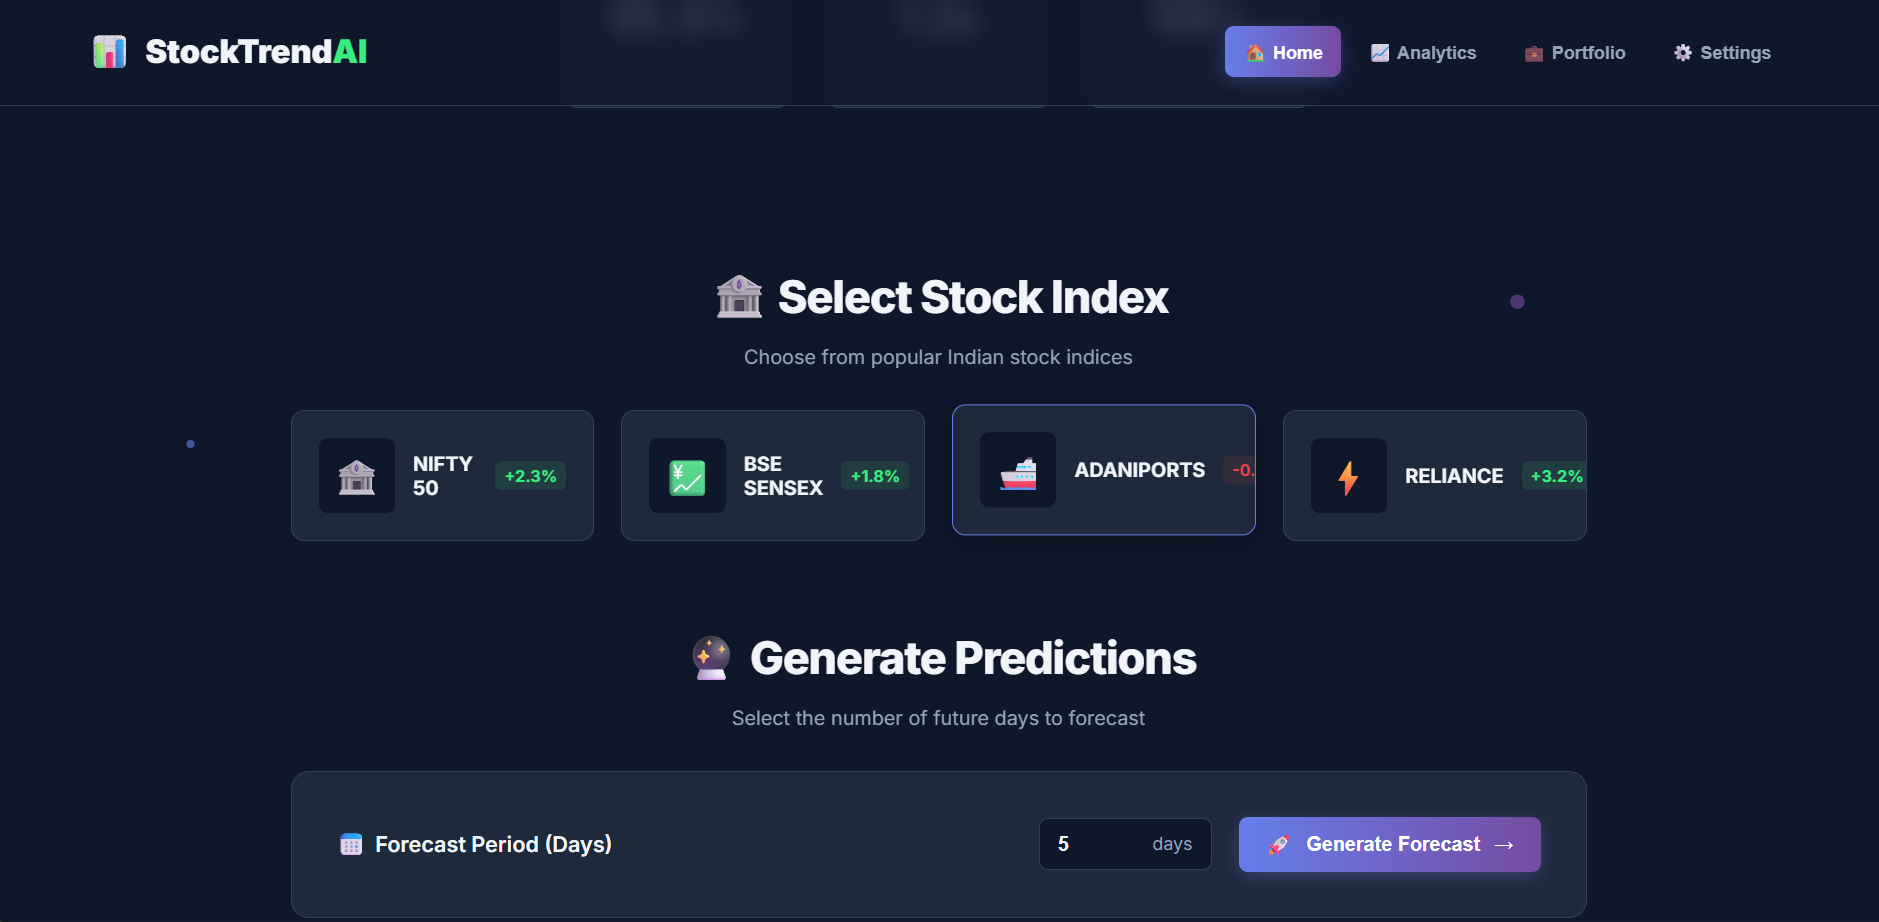 StockTrendAI
Home
Analytics
Portfolio
Settings
Select Stock Index
Choose from popular Indian stock indices
NIFTY
50
+2.3%
BSE
SENSEX
+1.8%
ADANIPORTS
-0.
RELIANCE
+3.2%
Generate Predictions
Select the number of future days to forecast
Forecast Period (Days)
5 days
Generate Forecast →